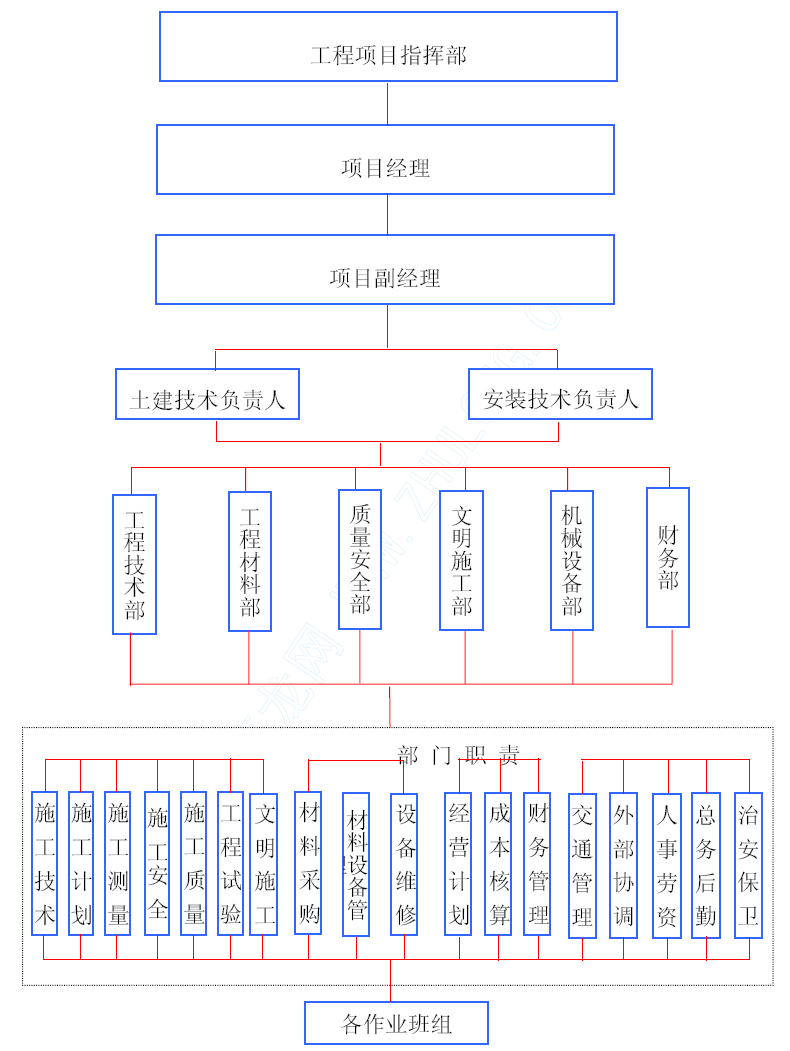 工程项目指挥部
项目经理
项目副经理
土建技术负责人
安装技术负责人
工程技术部
工程材料部
质量安全部
文明施工部
机械设备部
财务部
部门职责
施工技术
施工计划
施工测量
施工安全
施工质量
工程试验
文明施工
材料采购
材料设备管
设备维修
经营计划
成本核算
财务管理
交通管理
外部协调
人事劳资
总务后勤
治安保卫
各作业班组